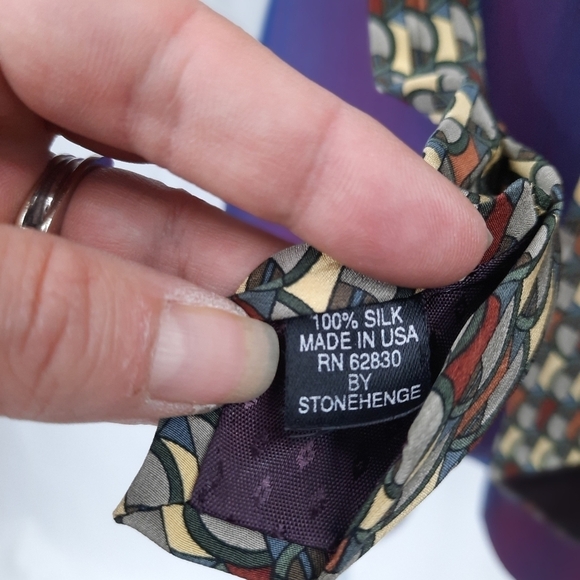 100% SILK
MADE IN USA
RN 62830
BY
STONEHENGE